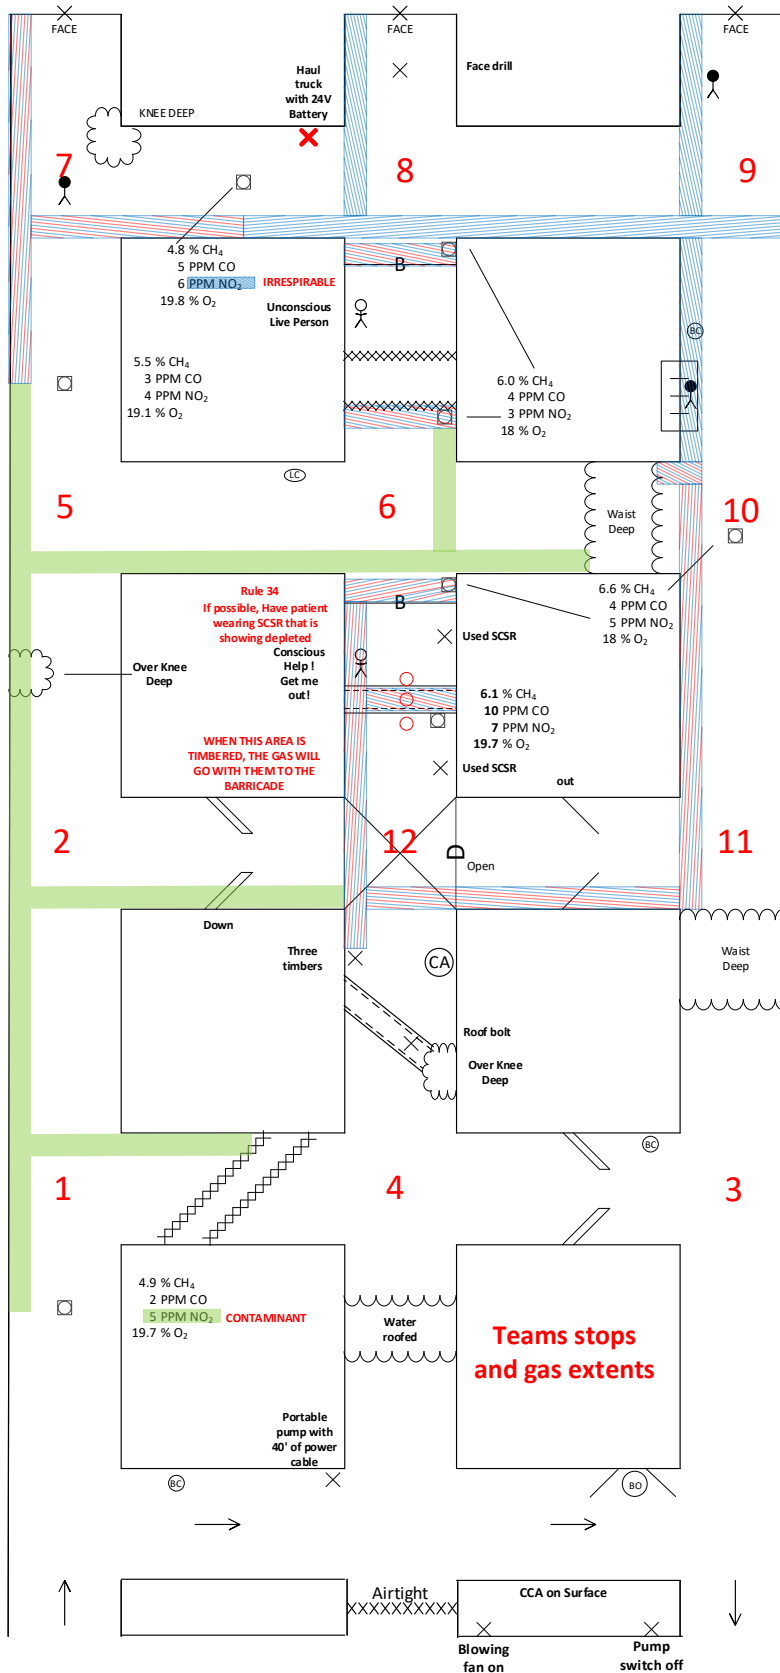 FACE
FACE
FACE
Haul
truck
with 24V
Battery
Face drill
KNEE DEEP
7
8
9
4.8 % CH₄
5 PPM CO
6 PPM NO₂ IRRESPIRABLE
19.8 % O₂
B
Unconscious
Live Person
BC
5.5 % CH₄
3 PPM CO
4 PPM NO₂
19.1 % O₂
6.0 % CH₄
4 PPM CO
3 PPM NO₂
18 % O₂
LC
5
6
Waist
Deep
10
Rule 34
If possible, Have patient
wearing SCSR that is
showing depleted
B
6.6 % CH₄
4 PPM CO
5 PPM NO₂
18 % O₂
Used SCSR
Over Knee
Deep
Conscious
Help !
Get me
out!
6.1 % CH₄
10 PPM CO
7 PPM NO₂
19.7 % O₂
WHEN THIS AREA IS
TIMBERED, THE GAS WILL
GO WITH THEM TO THE
BARRICADE
Used SCSR
out
2
12
D
Open
11
Down
Three
timbers
CA
Waist
Deep
Roof bolt
Over Knee
Deep
BC
1
4
3
4.9 % CH₄
2 PPM CO
5 PPM NO₂ CONTAMINANT
19.7 % O₂
Water
roofed
Teams stops
and gas extents
Portable
pump with
40' of power
cable
BC
BO
Airtight
CCA on Surface
Blowing
fan on
Pump
switch off